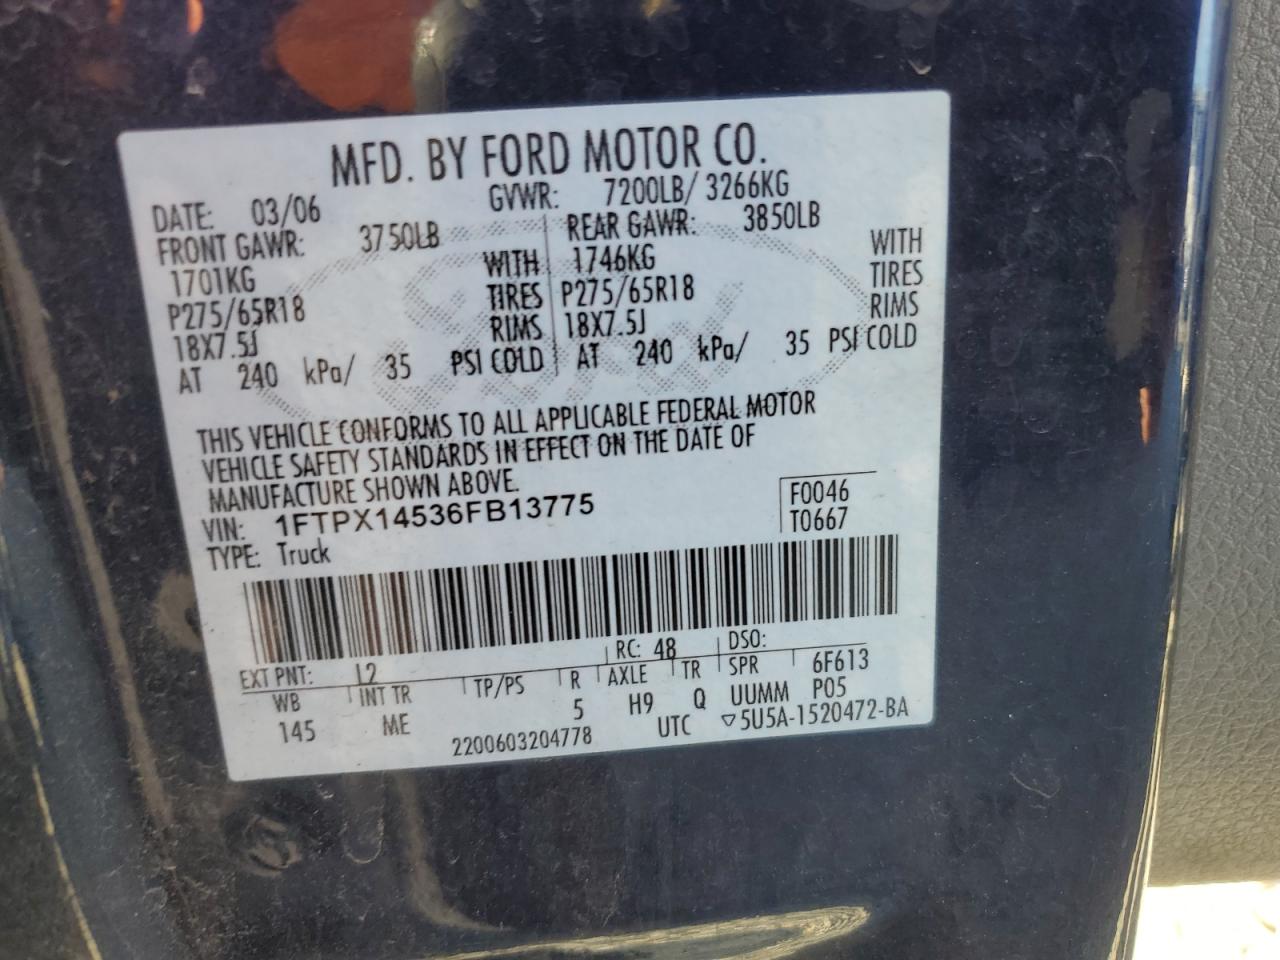 MFD. BY FORD MOTOR CO.
DATE: 03/06 GVWR: 7200LB/ 3266KG
FRONT GAWR: 3750LB REAR GAWR: 3850LB
1701KG WITH 1746KG WITH
P275/65R18 TIRES P275/65R18 TIRES
18X7.5J RIMS 18X7.5J RIMS
AT 240 kPa/ 35 PSI COLD AT 240 kPa/ 35 PSI COLD
THIS VEHICLE CONFORMS TO ALL APPLICABLE FEDERAL MOTOR
VEHICLE SAFETY STANDARDS IN EFFECT ON THE DATE OF
MANUFACTURE SHOWN ABOVE.
VIN: 1FTPX14536FB13775 F0046
TYPE: Truck T0667
EXT PNT: L2 RC: 48 DSO:
WB INT TR TP/PS R AXLE TR SPR 6F613
145 ME 5 H9 Q UUMM P05
2200603204778 UTC ▽5U5A-1520472-BA
Ford